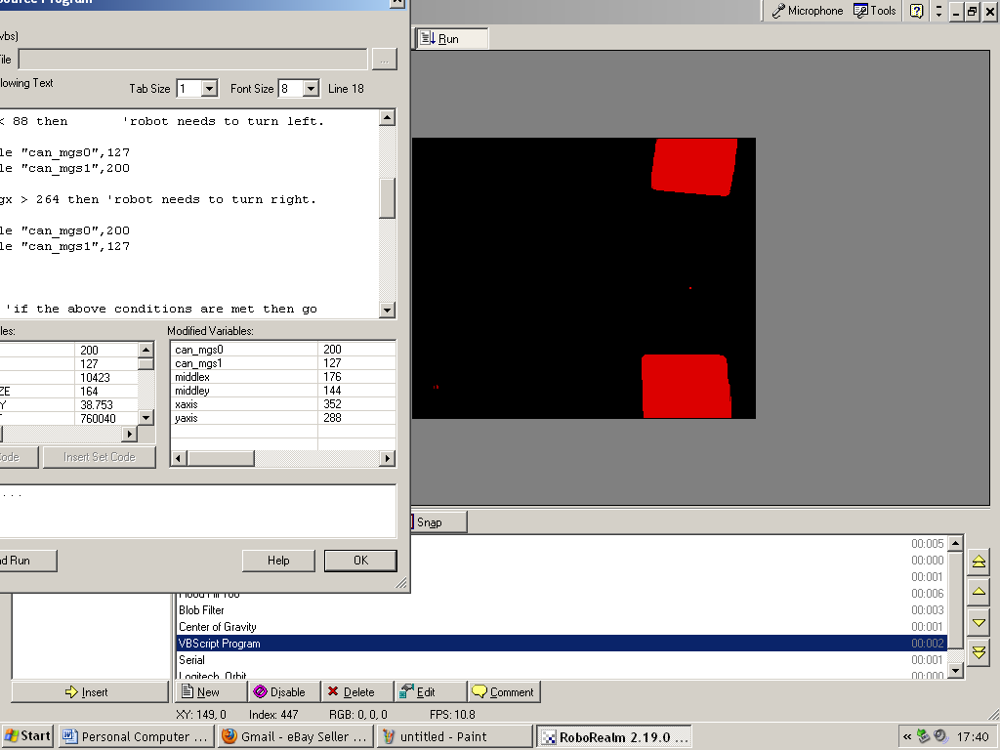 Source Program
Microphone Tools
vbs)
Run
ile ...
lowing Text Tab Size 1 Font Size 8 Line 18
< 88 then 'robot needs to turn left.
le "can_mgs0",127
le "can_mgs1",200
gx > 264 then 'robot needs to turn right.
le "can_mgs0",200
le "can_mgs1",127
'if the above conditions are met then go
les: Modified Variables:
200 can_mgs0 200
127 can_mgs1 127
10423 middlex 176
ZE 164 middley 144
Y 38.753 xaxis 352
T 760040 yaxis 288
ode Insert Set Code
...
Snap
00:005
d Run Help OK 00:000
00:001
Flood Fill Too 00:006
Blob Filter 00:003
Center of Gravity 00:001
VBScript Program 00:002
Serial 00:001
Logitech_Orbit 00:000
Insert New Disable Delete Edit Comment
XY: 149, 0 Index: 447 RGB: 0, 0, 0 FPS: 10.8
Start Personal Computer ... Gmail - eBay Seller ... untitled - Paint RoboRealm 2.19.0 ... « 17:40